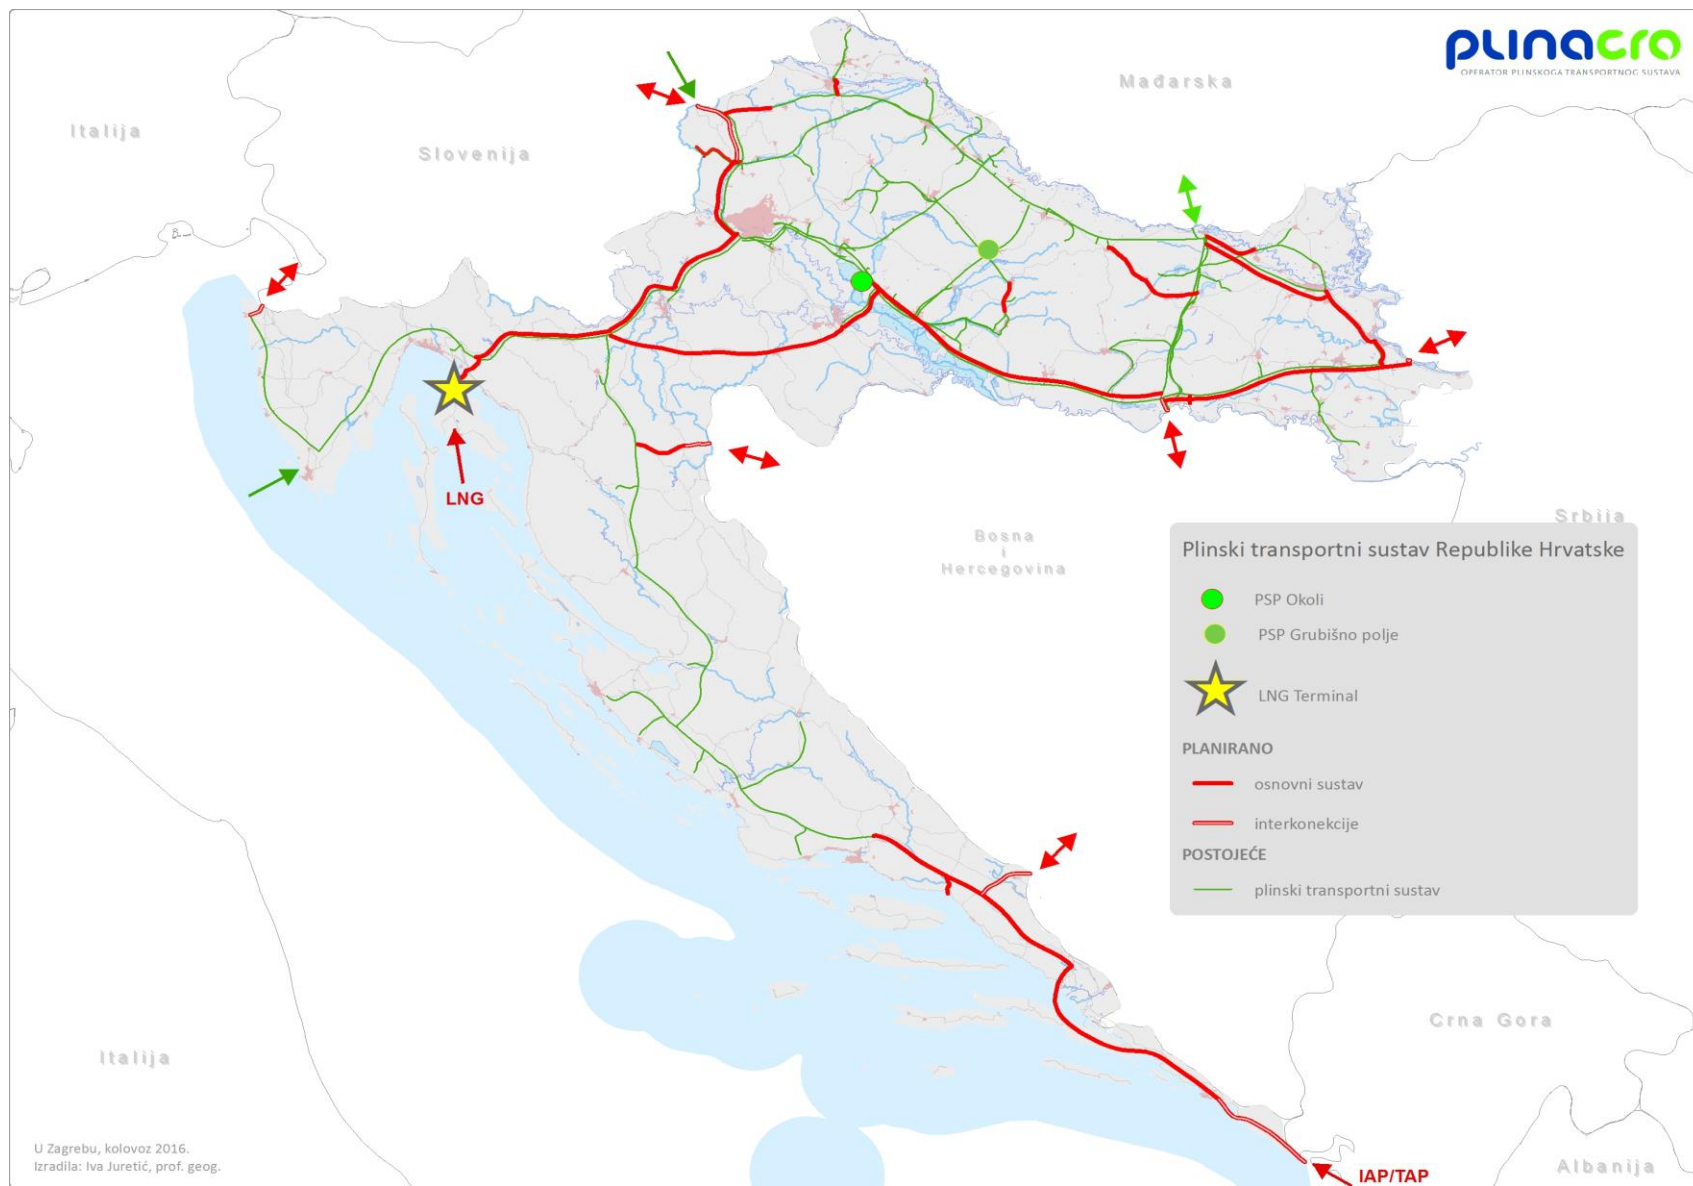 plinacro
OPERATOR PLINSKOGA TRANSPORTNOG SUSTAVA
Mađarska
Italija
Slovenija
LNG
Bosna
i
Hercegovina
Srbija
Plinski transportni sustav Republike Hrvatske
PSP Okoli
PSP Grubišno polje
LNG Terminal
PLANIRANO
osnovni sustav
interkonekcije
POSTOJEĆE
plinski transportni sustav
Crna Gora
Italija
U Zagrebu, kolovoz 2016.
Izradila: Iva Juretić, prof. geog.
IAP/TAP
Albanija